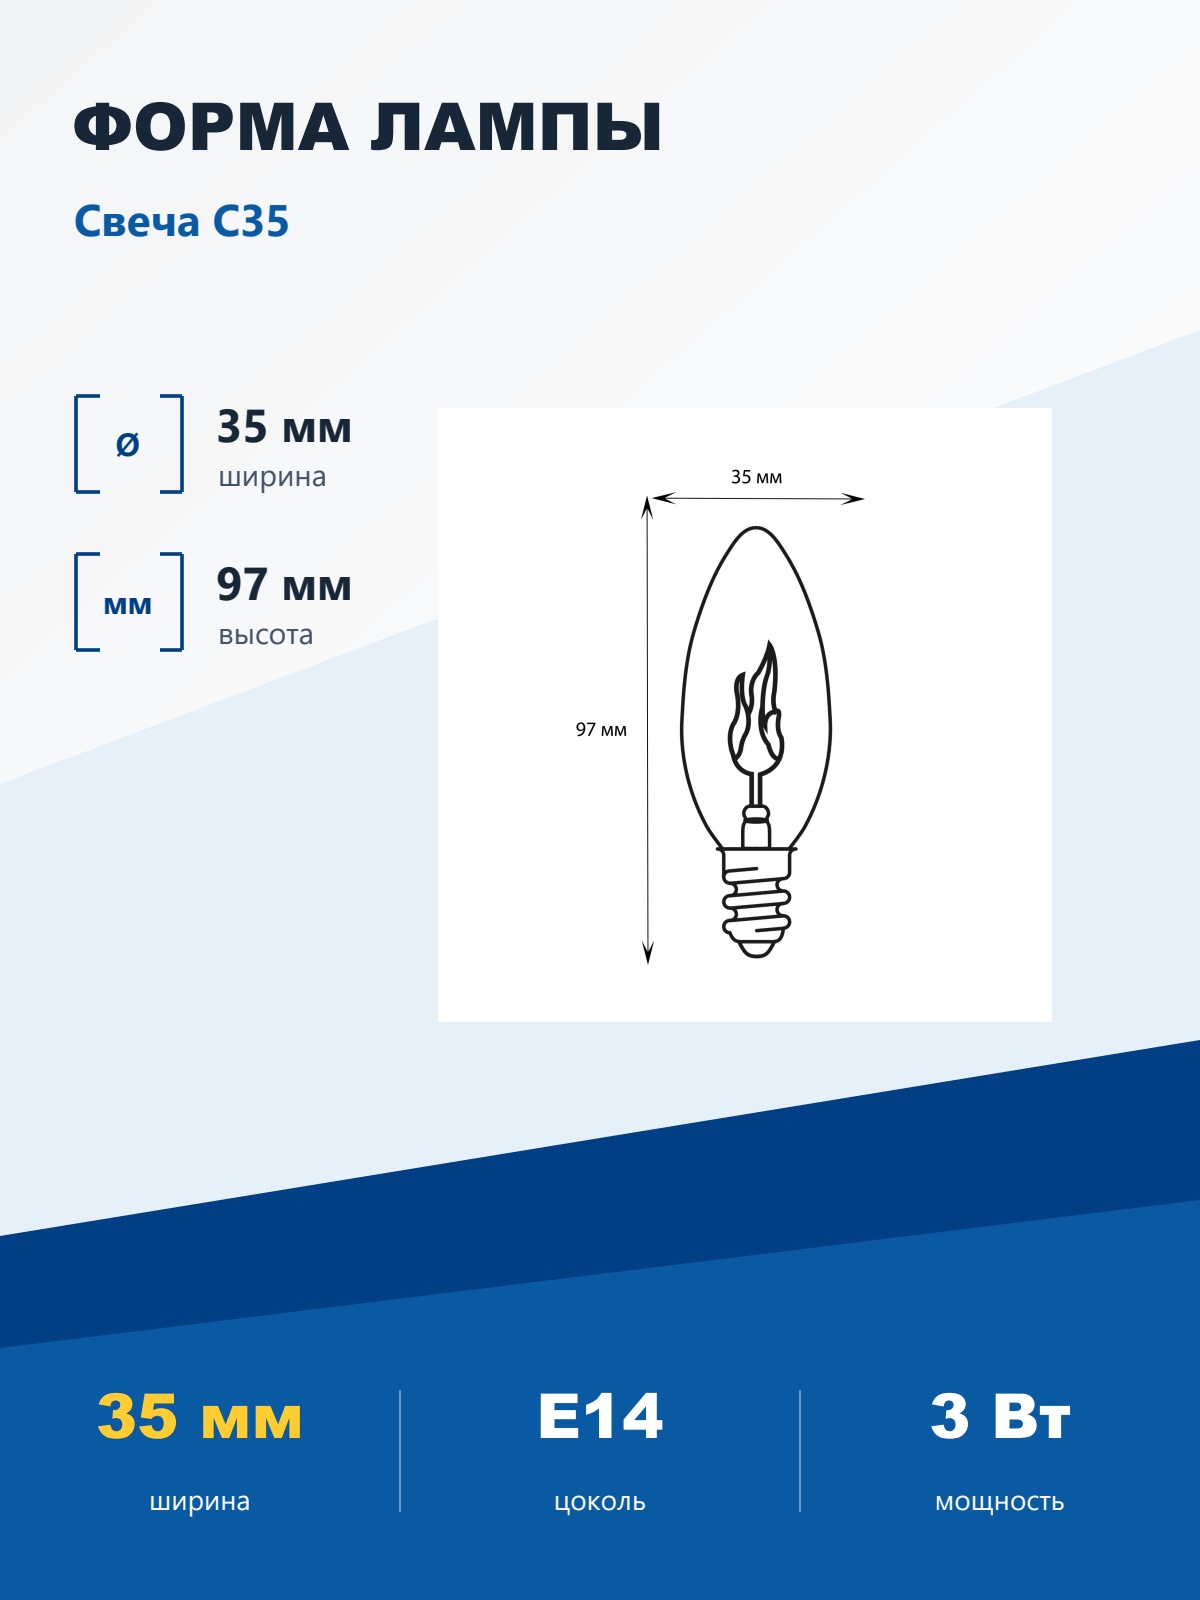 ФОРМА ЛАМПЫ
Свеча C35
Ø
35 мм
ширина
мм
97 мм
высота
35 мм
97 мм
35 мм
ширина
E14
цоколь
3 Вт
мощность